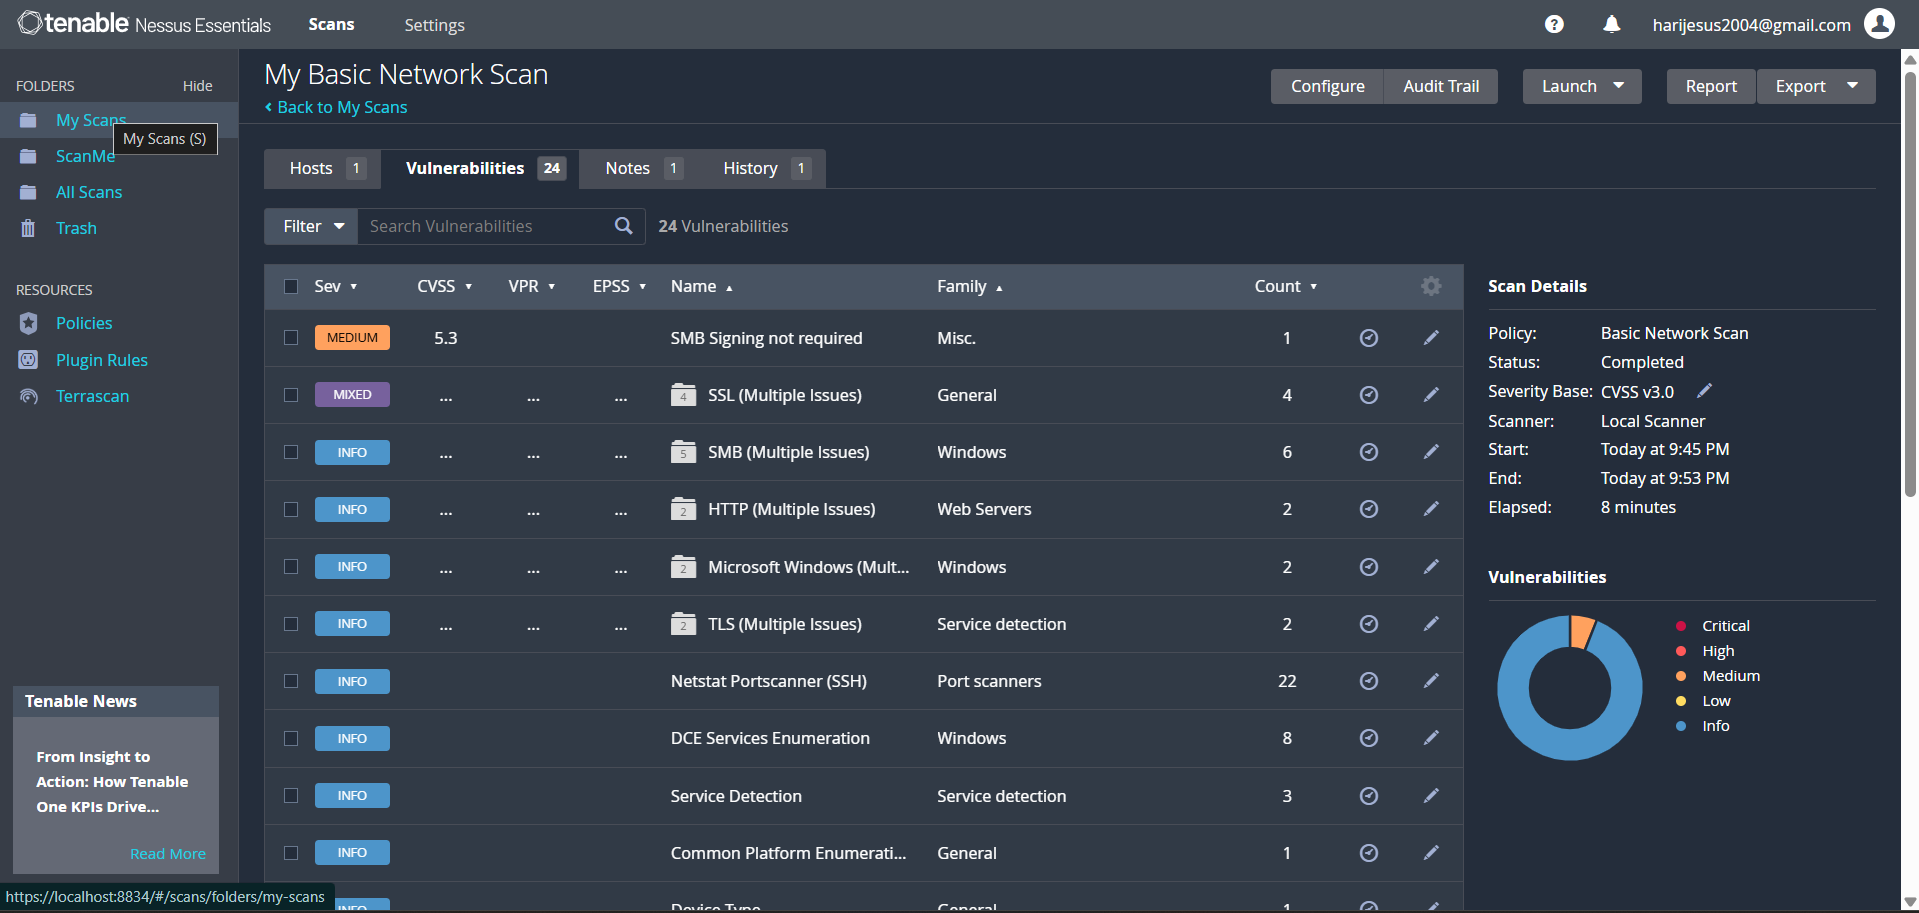 tenable Nessus Essentials Scans Settings ? harijesus2004@gmail.com
FOLDERS Hide
My Scans
My Scans (S)
ScanMe
All Scans
Trash
RESOURCES
Policies
Plugin Rules
Terrascan
Tenable News
From Insight to
Action: How Tenable
One KPIs Drive...
Read More
https://localhost:8834/#/scans/folders/my-scans
My Basic Network Scan
Back to My Scans
Configure Audit Trail Launch Report Export
Hosts 1 Vulnerabilities 24 Notes 1 History 1
Filter Search Vulnerabilities 24 Vulnerabilities
Sev CVSS VPR EPSS Name Family Count
MEDIUM 5.3 SMB Signing not required Misc. 1
MIXED ... ... ... 4 SSL (Multiple Issues) General 4
INFO ... ... ... 5 SMB (Multiple Issues) Windows 6
INFO ... ... ... 2 HTTP (Multiple Issues) Web Servers 2
INFO ... ... ... 2 Microsoft Windows (Mult... Windows 2
INFO ... ... ... 2 TLS (Multiple Issues) Service detection 2
INFO Netstat Portscanner (SSH) Port scanners 22
INFO DCE Services Enumeration Windows 8
INFO Service Detection Service detection 3
INFO Common Platform Enumerati... General 1
INFO Device Type General 1
Scan Details
Policy: Basic Network Scan
Status: Completed
Severity Base: CVSS v3.0
Scanner: Local Scanner
Start: Today at 9:45 PM
End: Today at 9:53 PM
Elapsed: 8 minutes
Vulnerabilities
Critical
High
Medium
Low
Info